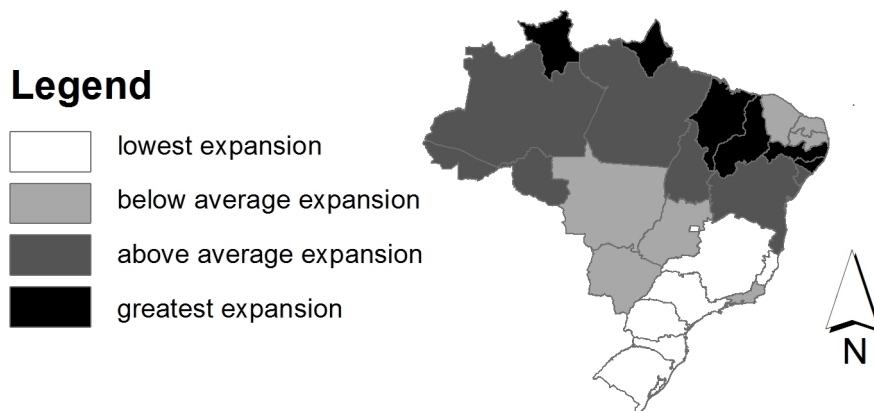 Legend
lowest expansion
below average expansion
above average expansion
greatest expansion
N